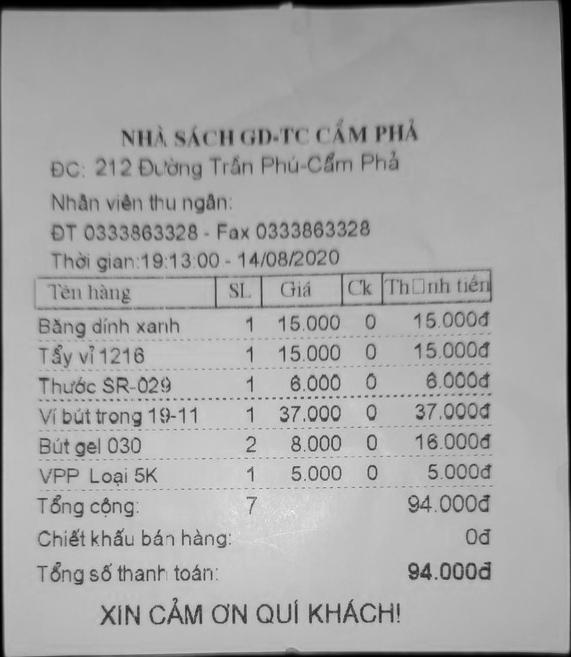 NHÀ SÁCH GD-TC CẨM PHẢ
ĐC: 212 Đường Trần Phú-Cẩm Phả
Nhân viên thu ngân:
ĐT 0333863328 - Fax 0333863328
Thời gian:19:13:00 - 14/08/2020
Tên hàng SL Giá Ck Th□nh tiền
Băng dính xanh 1 15.000 0 15.000đ
Tẩy vỉ 1216 1 15.000 0 15.000đ
Thước SR-029 1 6.000 0 6.000đ
Ví bút trong 19-11 1 37.000 0 37.000đ
Bút gel 030 2 8.000 0 16.000đ
VPP Loại 5K 1 5.000 0 5.000đ
Tổng cộng: 7 94.000đ
Chiết khấu bán hàng: 0đ
Tổng số thanh toán: 94.000đ
XIN CẢM ƠN QUÍ KHÁCH!